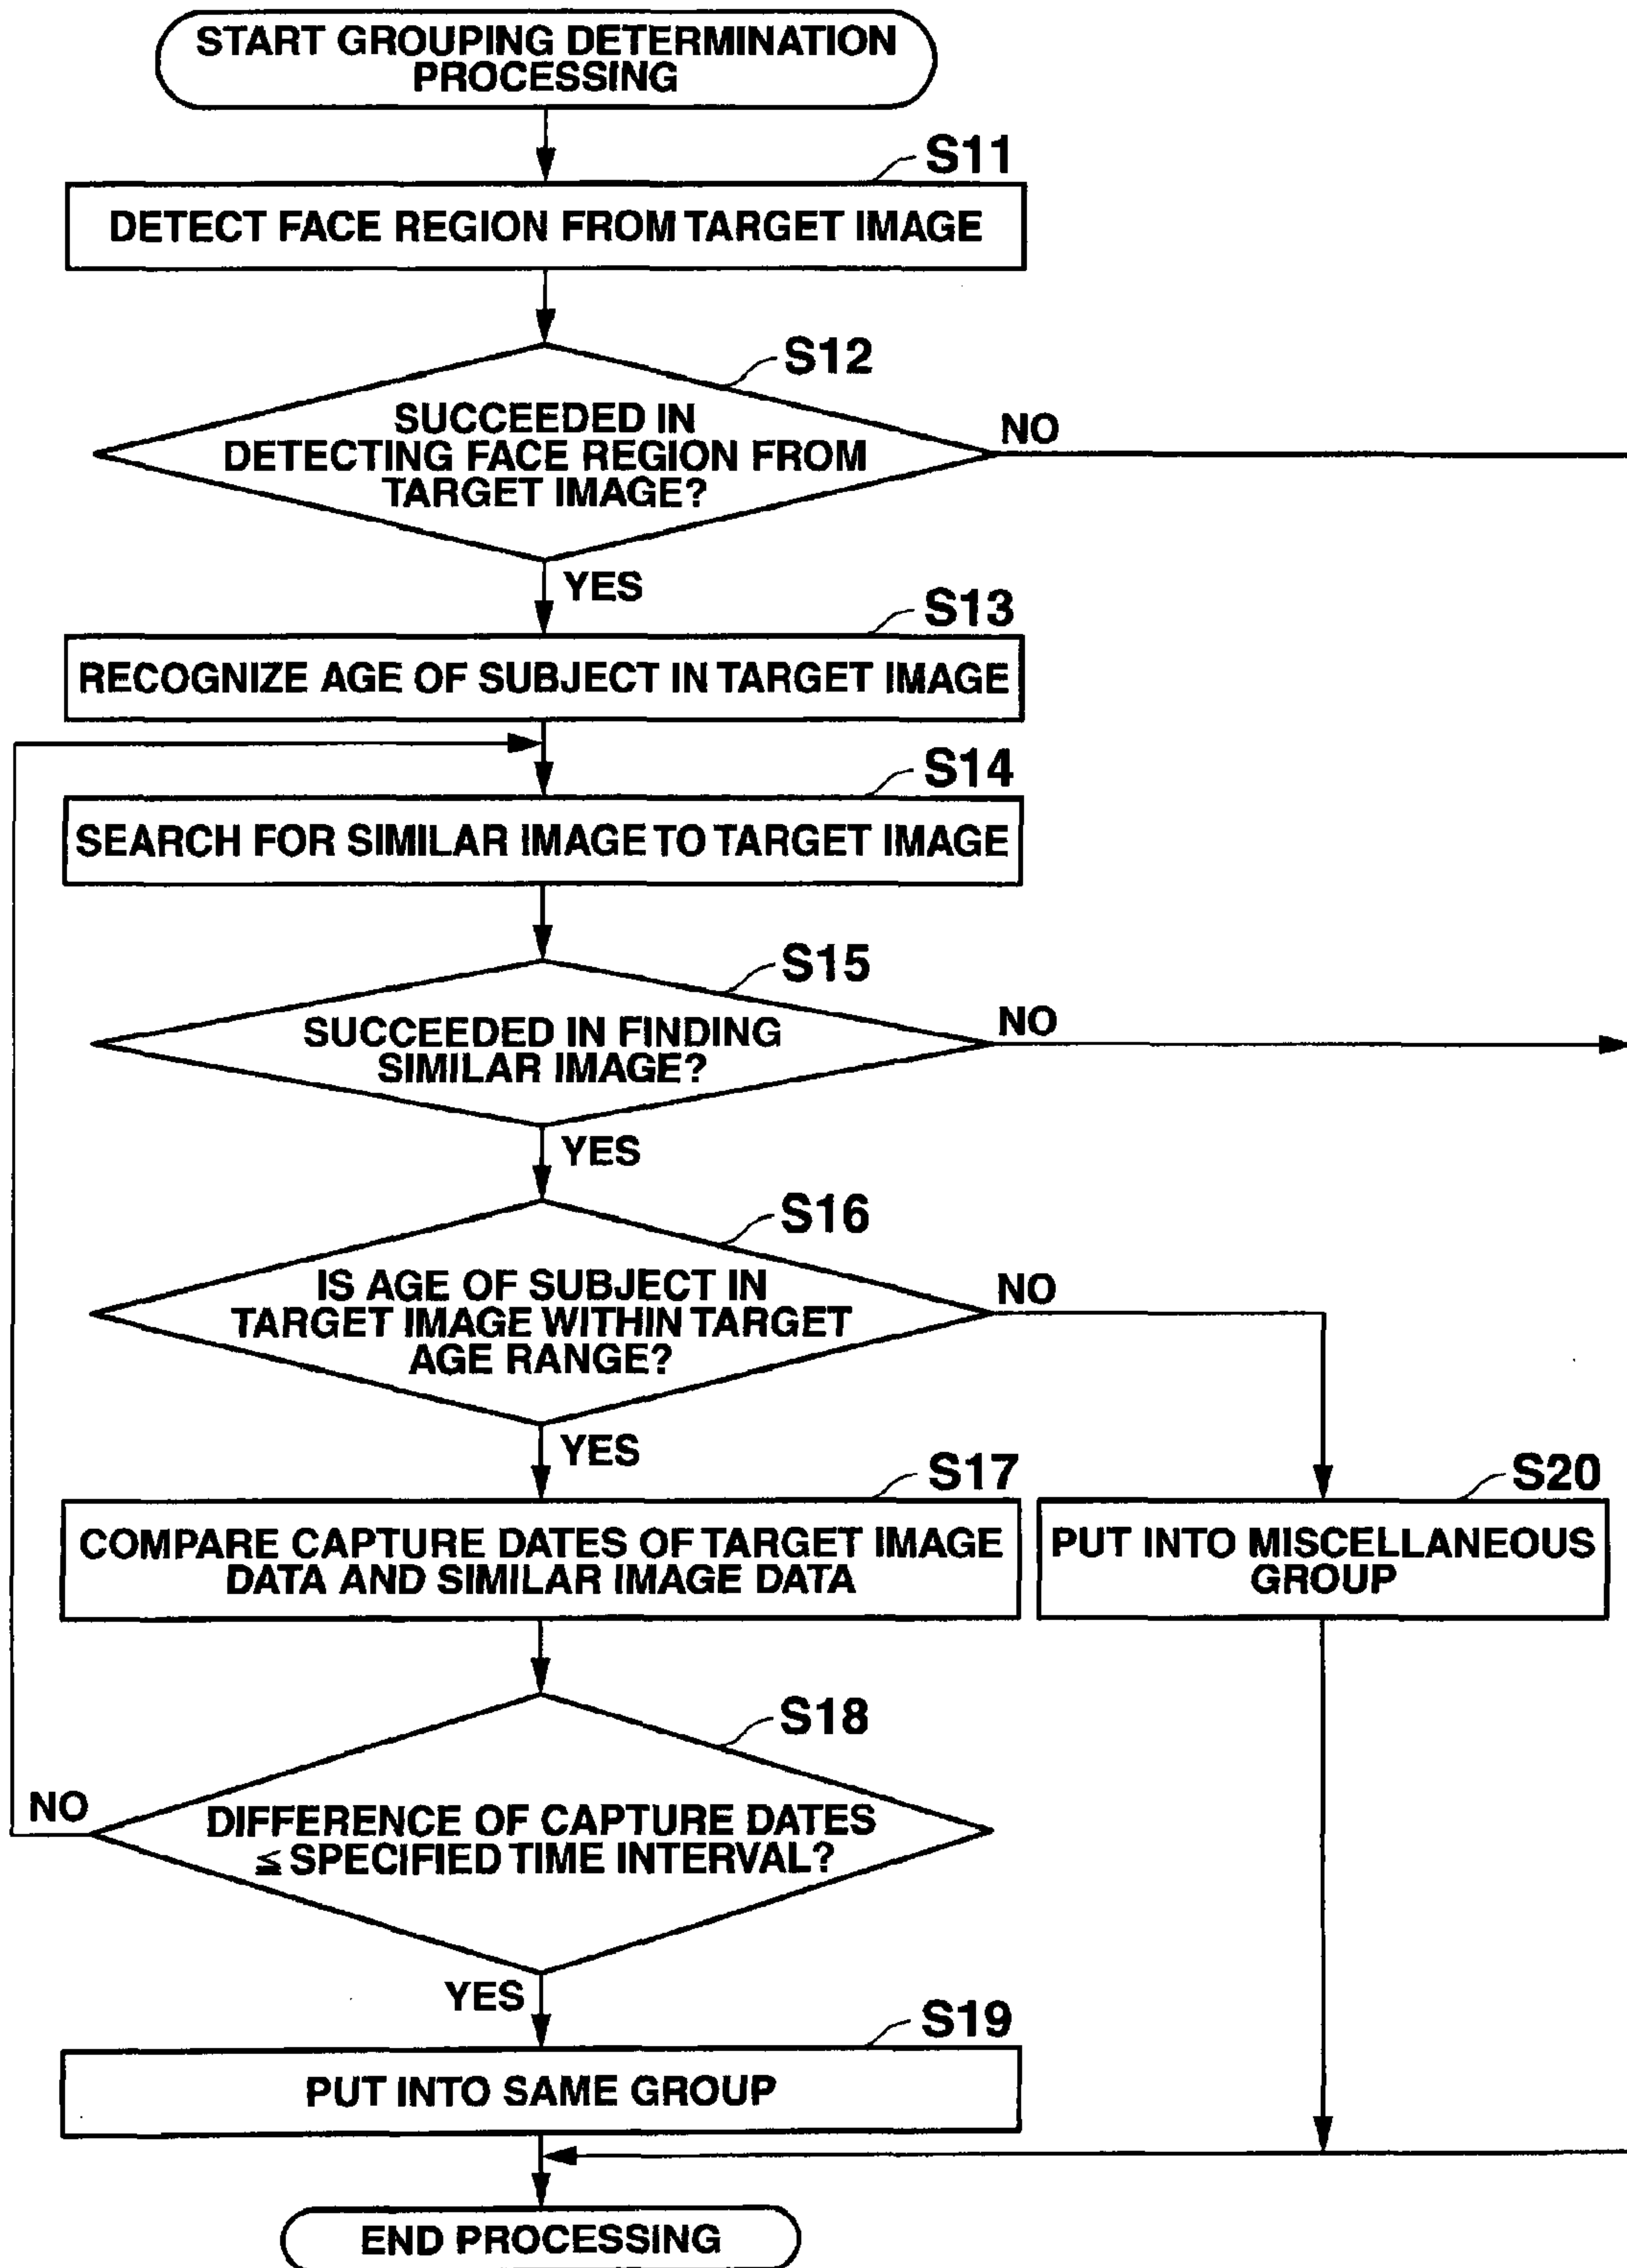 START GROUPING DETERMINATION
PROCESSING
S11
DETECT FACE REGION FROM TARGET IMAGE
S12
SUCCEEDED IN
DETECTING FACE REGION FROM
TARGET IMAGE?
NO
YES
S13
RECOGNIZE AGE OF SUBJECT IN TARGET IMAGE
S14
SEARCH FOR SIMILAR IMAGE TO TARGET IMAGE
S15
SUCCEEDED IN FINDING
SIMILAR IMAGE?
NO
YES
S16
IS AGE OF SUBJECT IN
TARGET IMAGE WITHIN TARGET
AGE RANGE?
NO
YES
S17
COMPARE CAPTURE DATES OF TARGET IMAGE
DATA AND SIMILAR IMAGE DATA
S20
PUT INTO MISCELLANEOUS
GROUP
S18
DIFFERENCE OF CAPTURE DATES
≦ SPECIFIED TIME INTERVAL?
NO
YES
S19
PUT INTO SAME GROUP
END PROCESSING